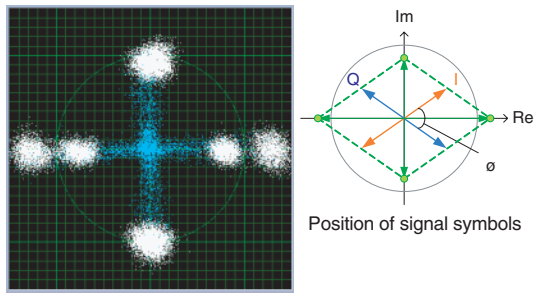 Im
Q
I
Re
ø
Position of signal symbols